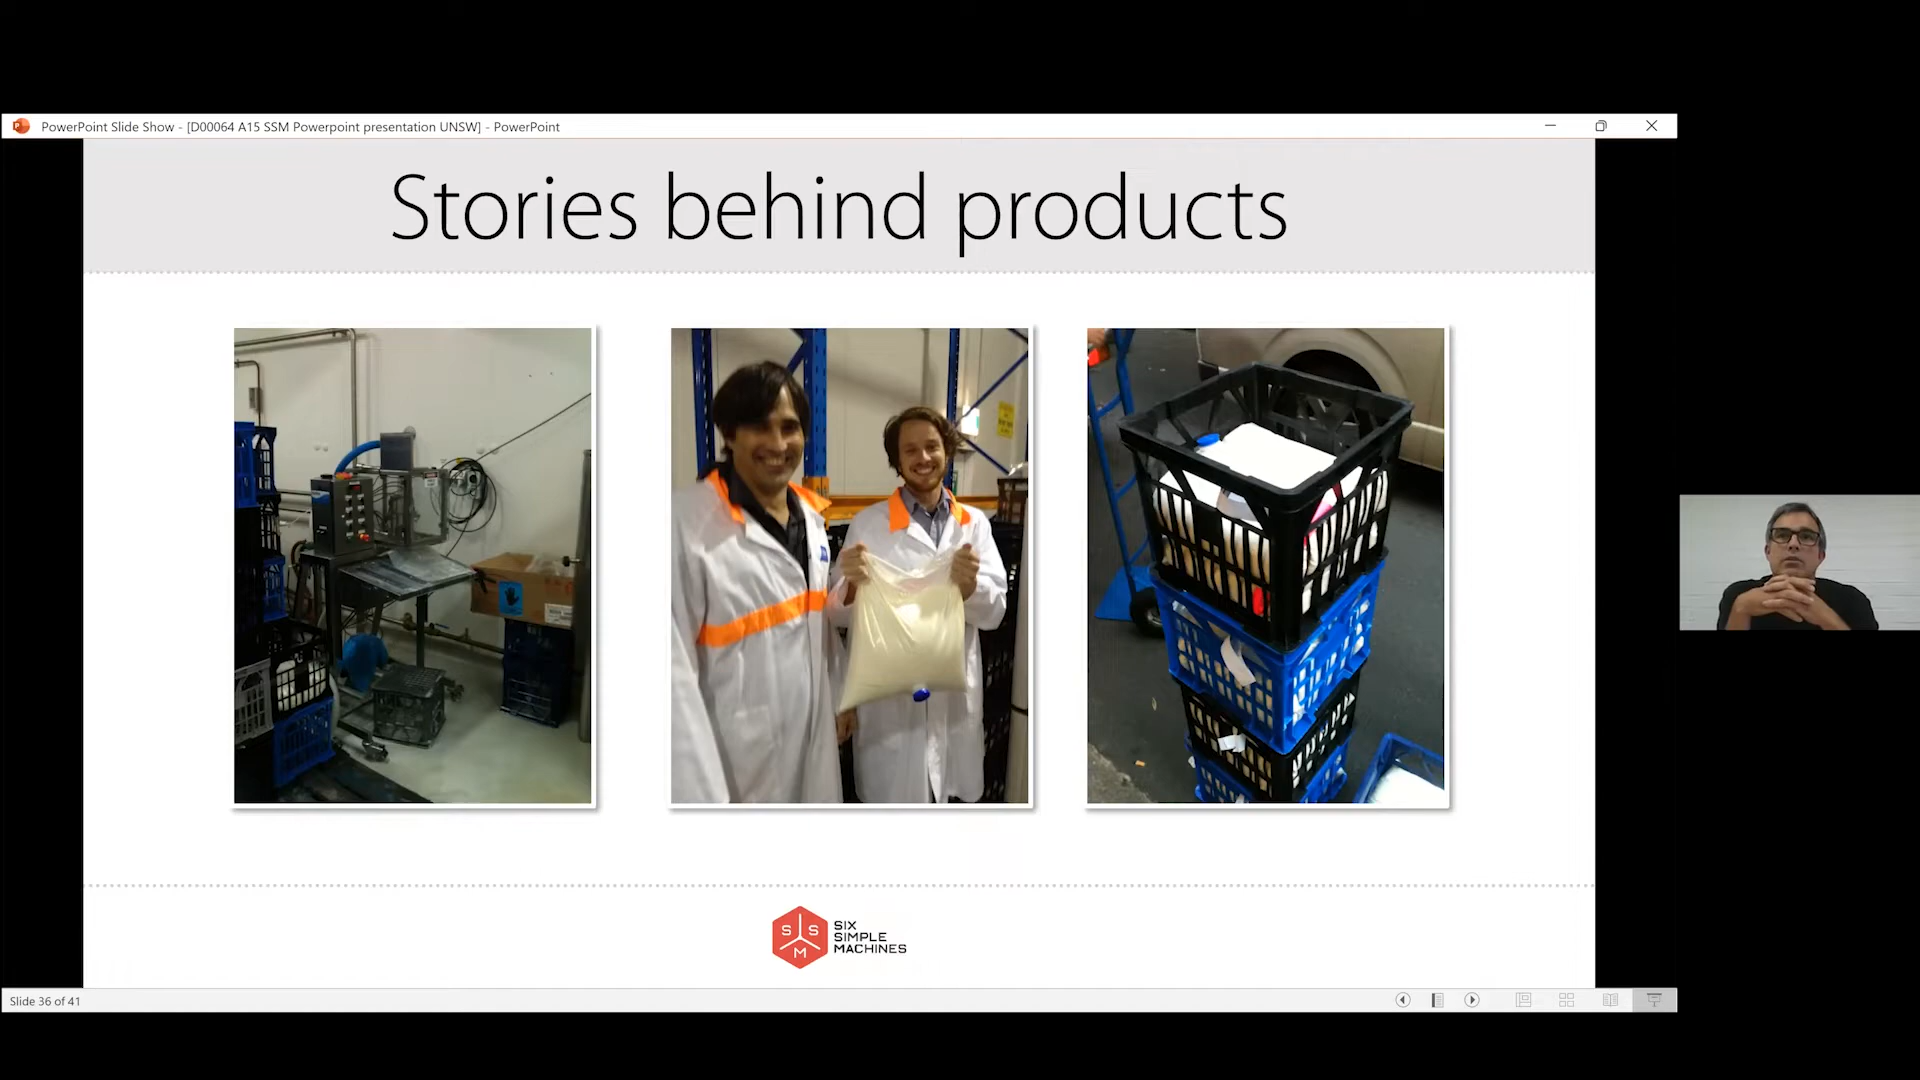 PowerPoint Slide Show - [D00064 A15 SSM Powerpoint presentation UNSW] - PowerPoint
Stories behind products
S S M
SIX
SIMPLE
MACHINES
Slide 36 of 41